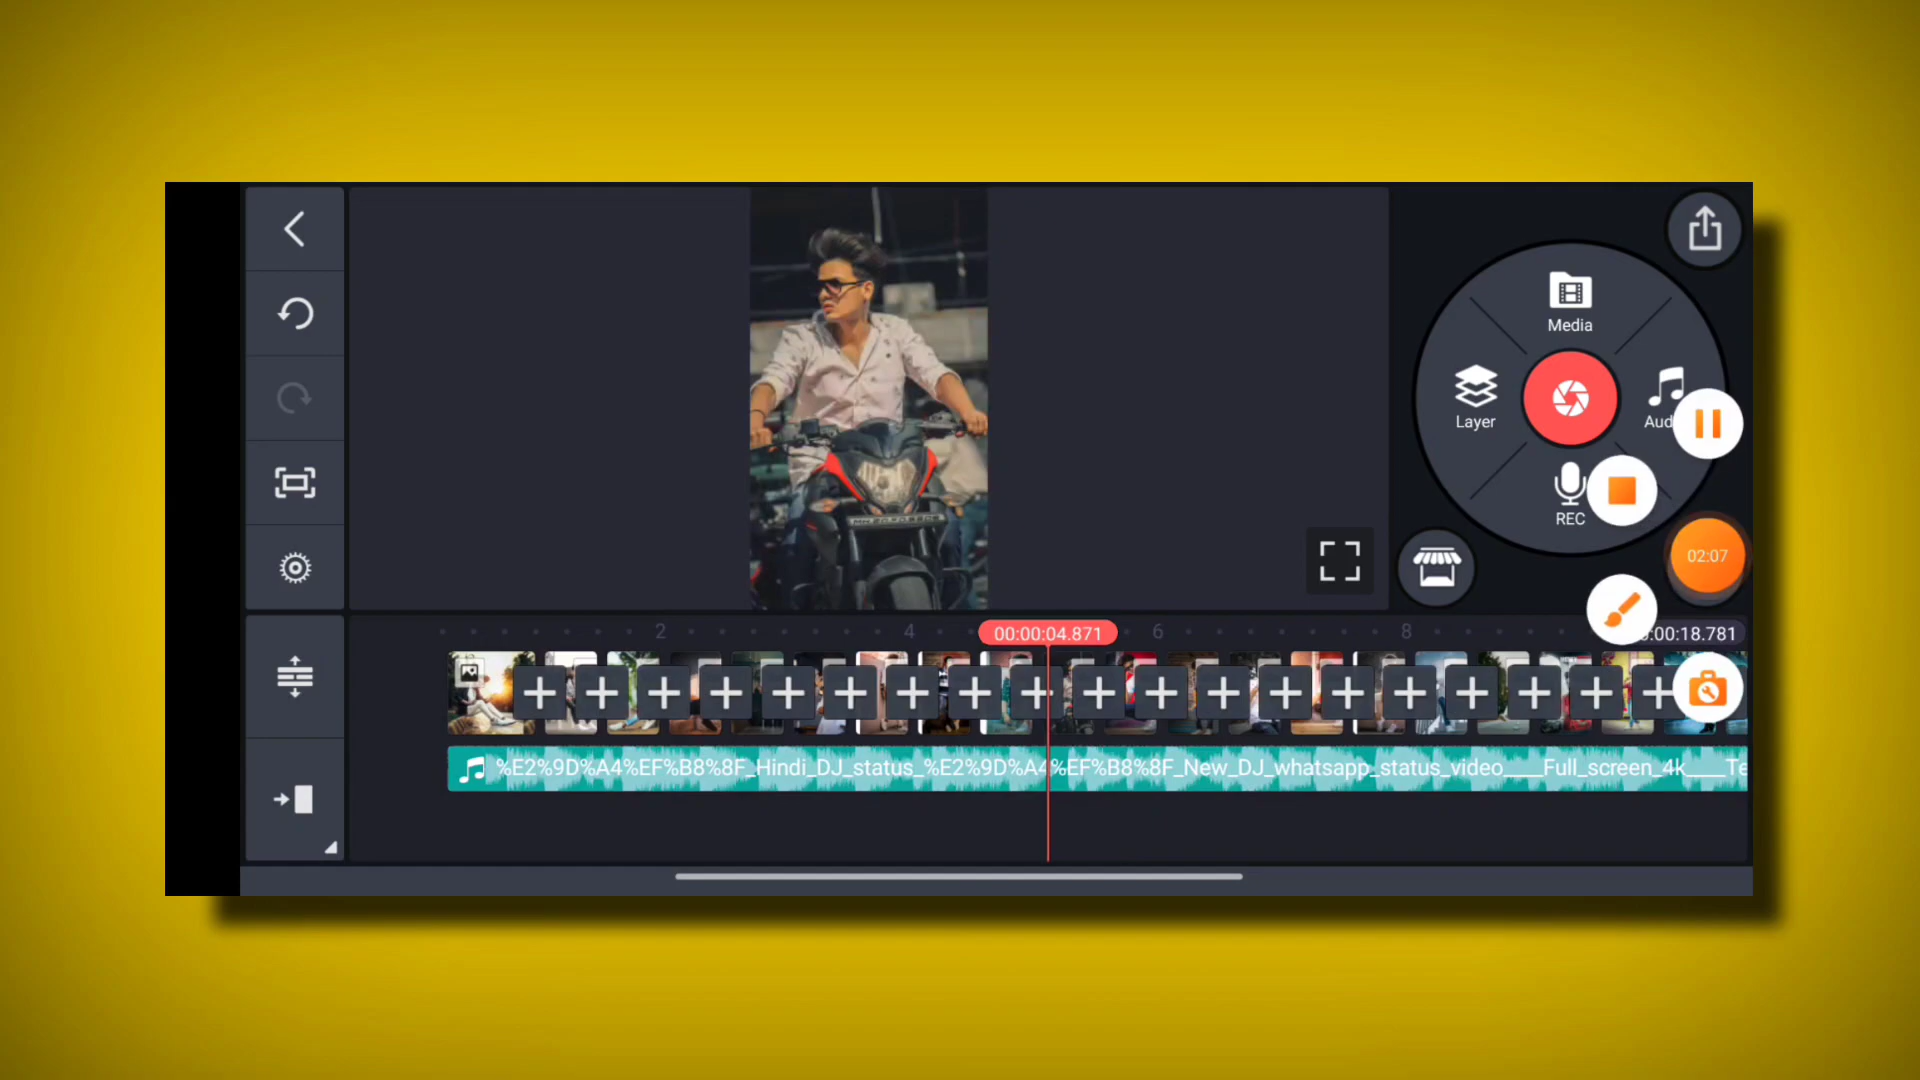 Media
Layer
Aud
REC
02:07
2
4
00:00:04.871
6
8
:00:18.781
%E2%9D%A4%EF%B8%8F_Hindi_DJ_status_%E2%9D%A4%EF%B8%8F_New_DJ_whatsapp_status_video____Full_screen_4k____Te